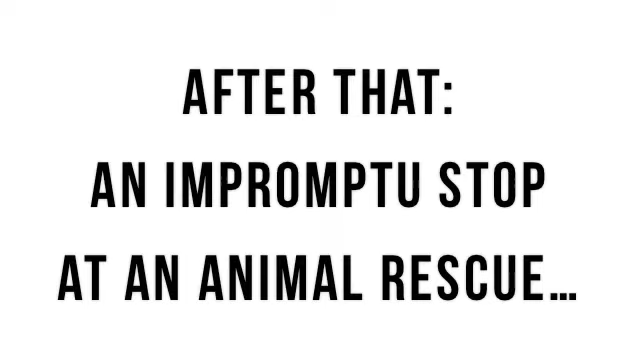 AFTER THAT:
AN IMPROMPTU STOP
AT AN ANIMAL RESCUE…